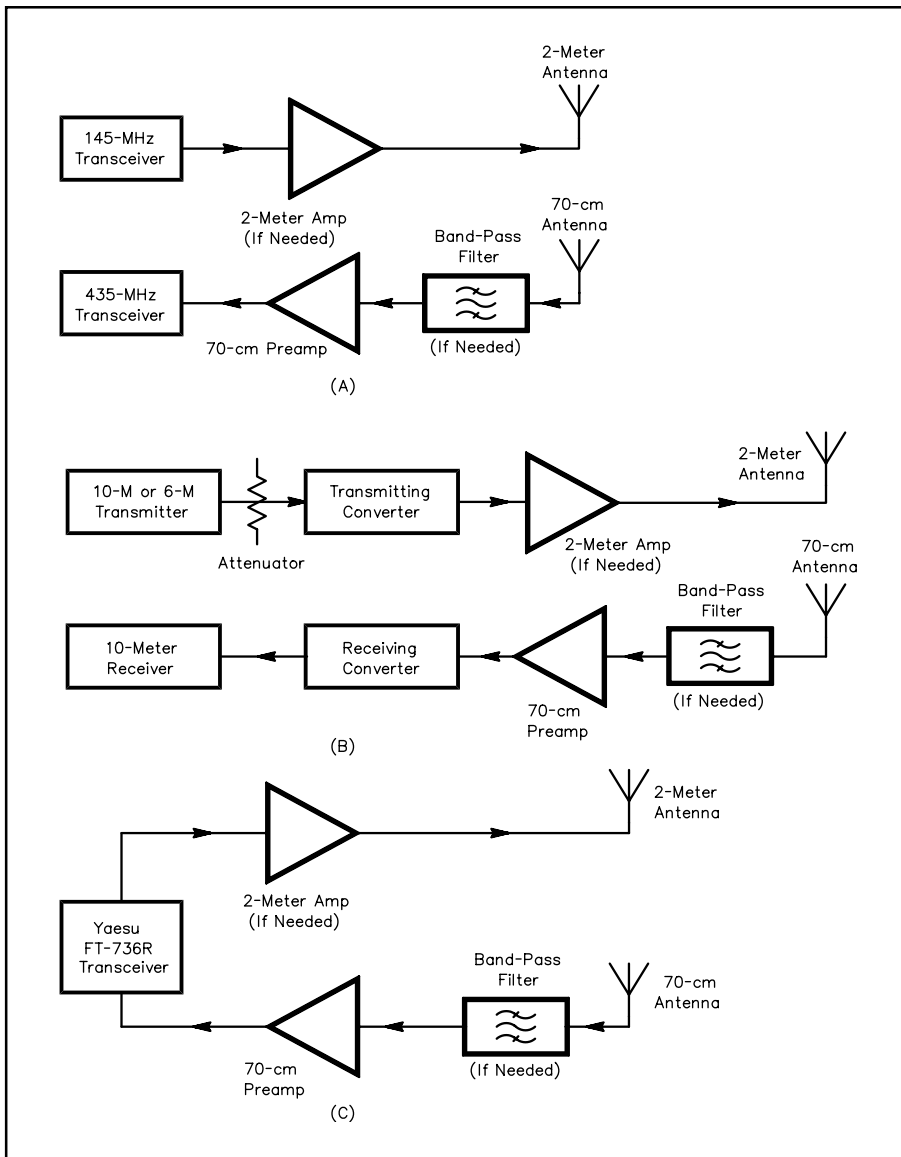 2-Meter
Antenna
145-MHz
Transceiver
2-Meter Amp
(If Needed)
70-cm
Antenna
Band-Pass
Filter
435-MHz
Transceiver
70-cm Preamp
(If Needed)
(A)
2-Meter
Antenna
10-M or 6-M
Transmitter
Transmitting
Converter
Attenuator
2-Meter Amp
(If Needed)
70-cm
Antenna
Band-Pass
Filter
10-Meter
Receiver
Receiving
Converter
70-cm
Preamp
(If Needed)
(B)
2-Meter
Antenna
2-Meter Amp
(If Needed)
Yaesu
FT-736R
Transceiver
Band-Pass
Filter
70-cm
Antenna
70-cm
Preamp
(If Needed)
(C)